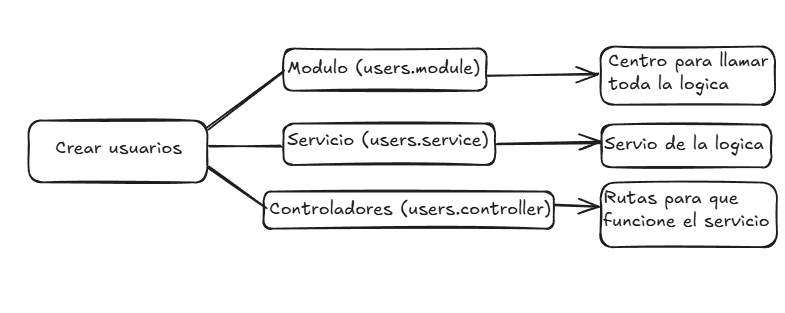 Crear usuarios
Modulo (users.module)
Centro para llamar
toda la logica
Servicio (users.service)
Servio de la logica
Controladores (users.controller)
Rutas para que
funcione el servicio